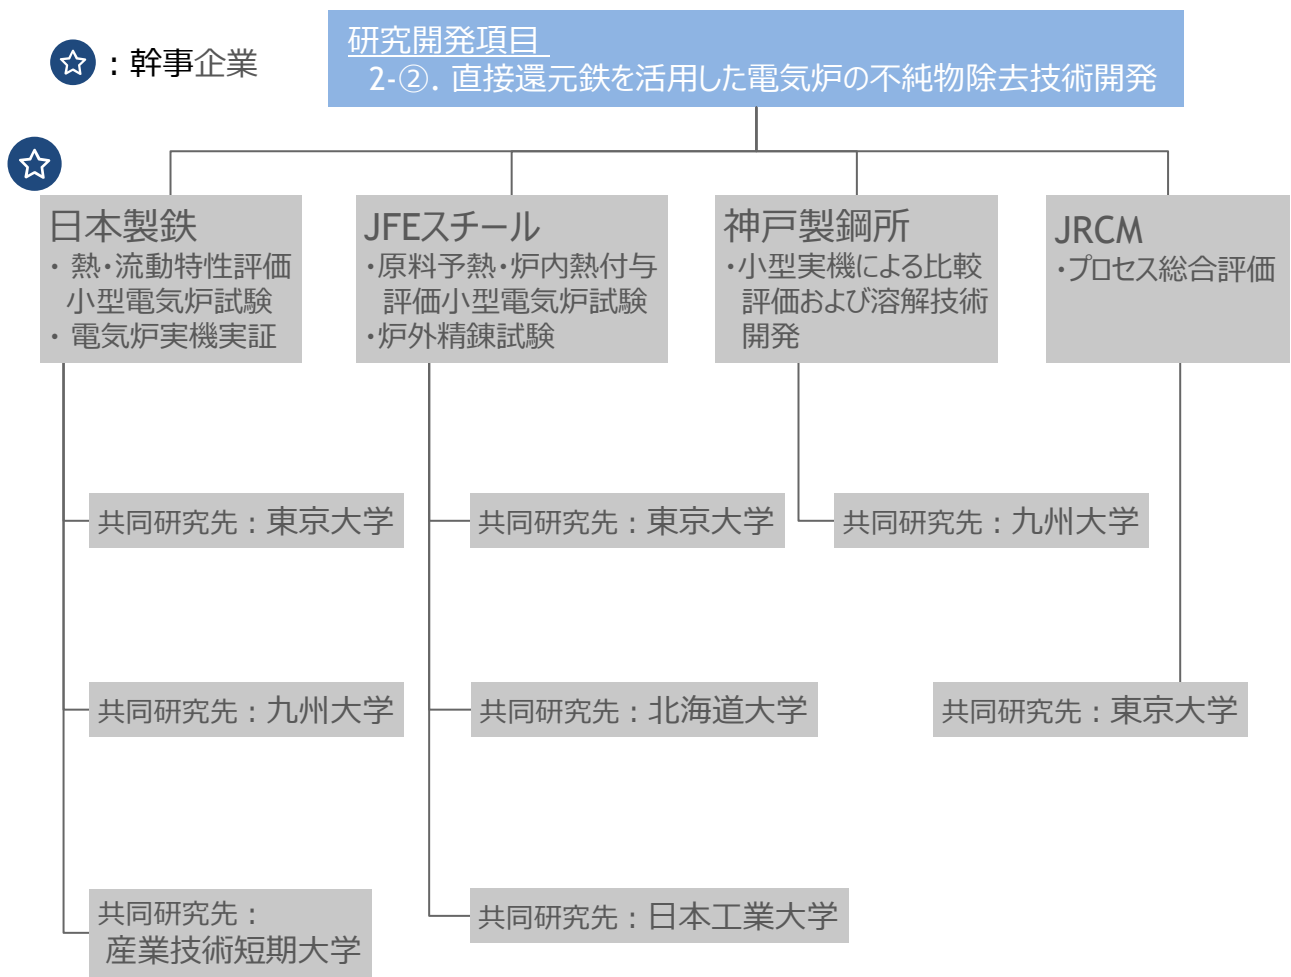 ：幹事企業
研究開発項目
2-②．直接還元鉄を活用した電気炉の不純物除去技術開発
日本製鉄
・ 熱・流動特性評価
小型電気炉試験
・ 電気炉実機実証
JFEスチール
・原料予熱・炉内熱付与
評価小型電気炉試験
・炉外精錬試験
神戸製鋼所
・小型実機による比較
評価および溶解技術
開発
JRCM
・プロセス総合評価
共同研究先：東京大学
共同研究先：東京大学
共同研究先：九州大学
共同研究先：九州大学
共同研究先：北海道大学
共同研究先：東京大学
共同研究先：
産業技術短期大学
共同研究先：日本工業大学